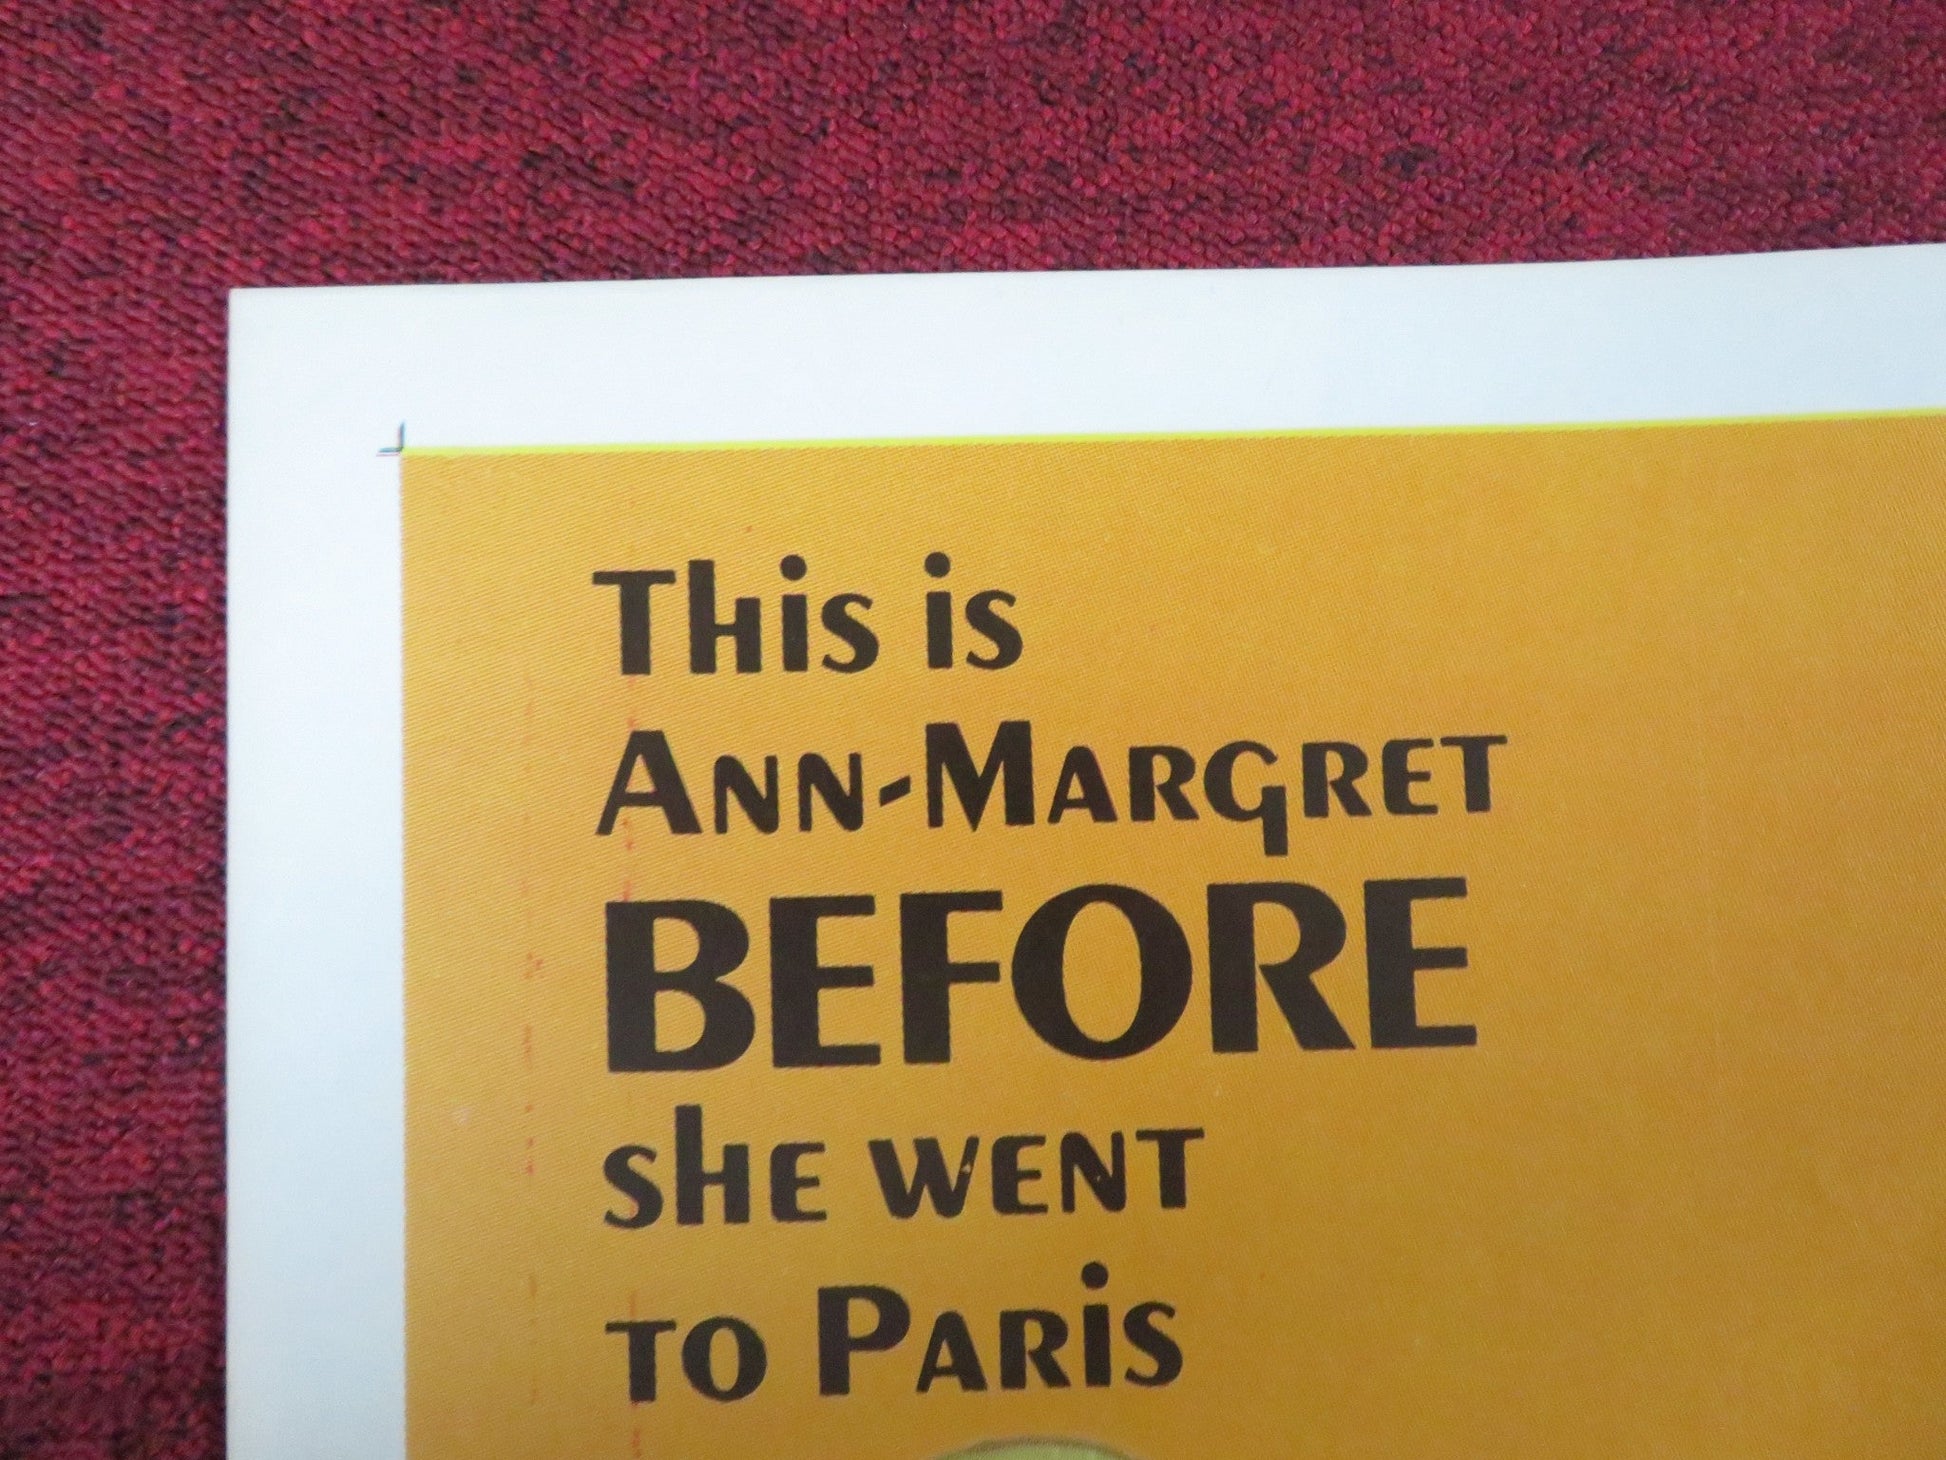 This is
Ann-Margret
BEFORE
she went
to Paris